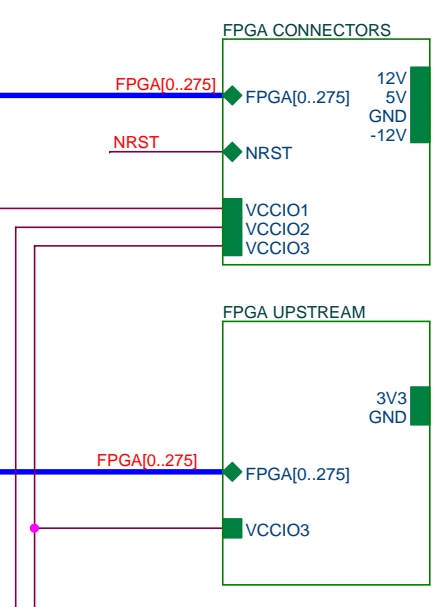 FPGA CONNECTORS
FPGA[0..275]
FPGA[0..275]
12V
5V
GND
-12V
NRST
NRST
VCCIO1
VCCIO2
VCCIO3
FPGA UPSTREAM
3V3
GND
FPGA[0..275]
FPGA[0..275]
VCCIO3